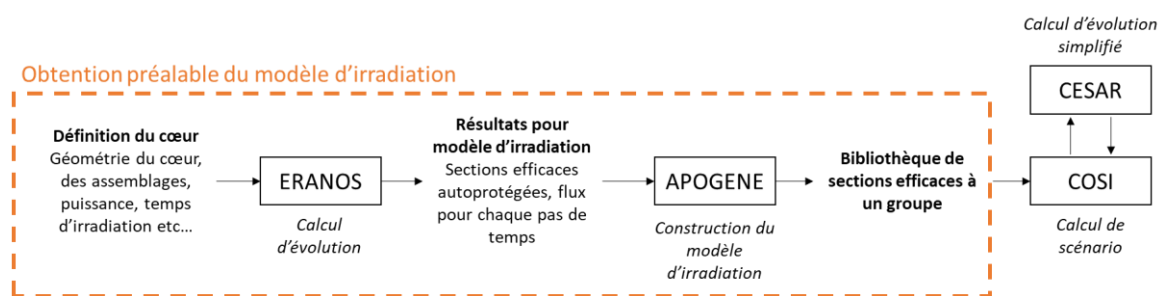 Obtention préalable du modèle d'irradiation
Définition du cœur
Géométrie du cœur,
des assemblages,
puissance, temps
d'irradiation etc…
ERANOS
Calcul
d'évolution
Résultats pour
modèle d'irradiation
Sections efficaces
autoprotégées, flux
pour chaque pas de
temps
APOGENE
Construction du
modèle
d'irradiation
Bibliothèque de
sections efficaces à
un groupe
Calcul d'évolution
simplifié
CESAR
COSI
Calcul de
scénario